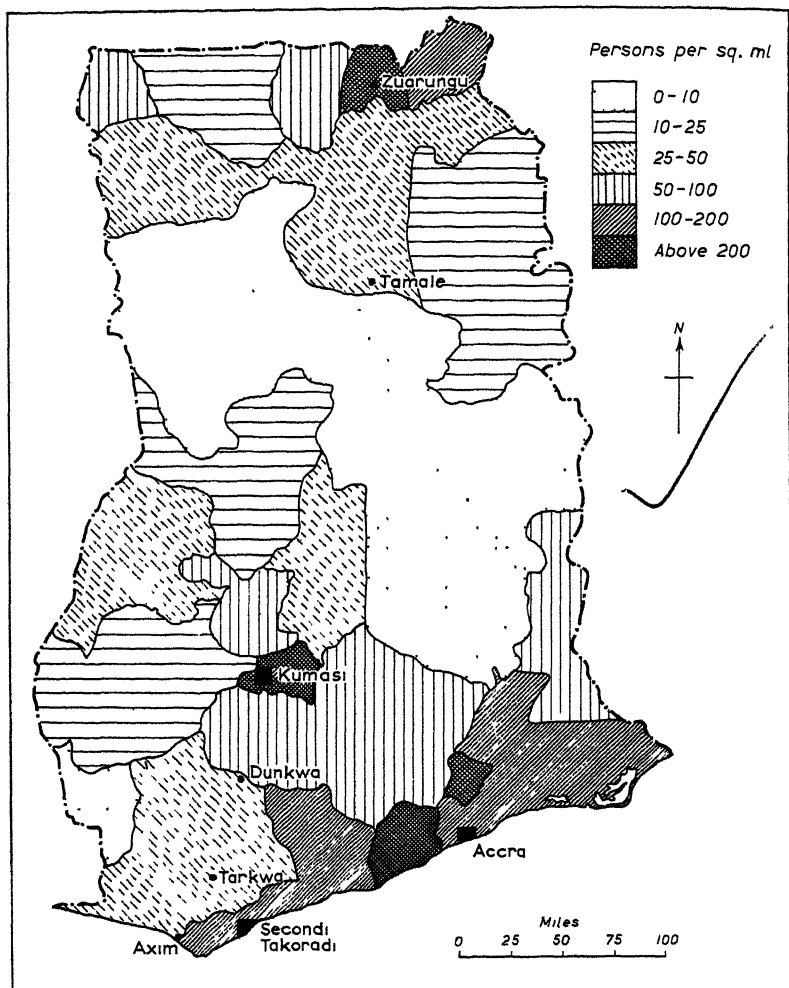 Persons per sq. ml
0-10
10-25
25-50
50-100
100-200
Above 200
Zuarungu
Tamale
N
Kumasi
Dunkwa
Accra
Tarkwa
Secondi
Takoradi
Axim
Miles
0 25 50 75 100